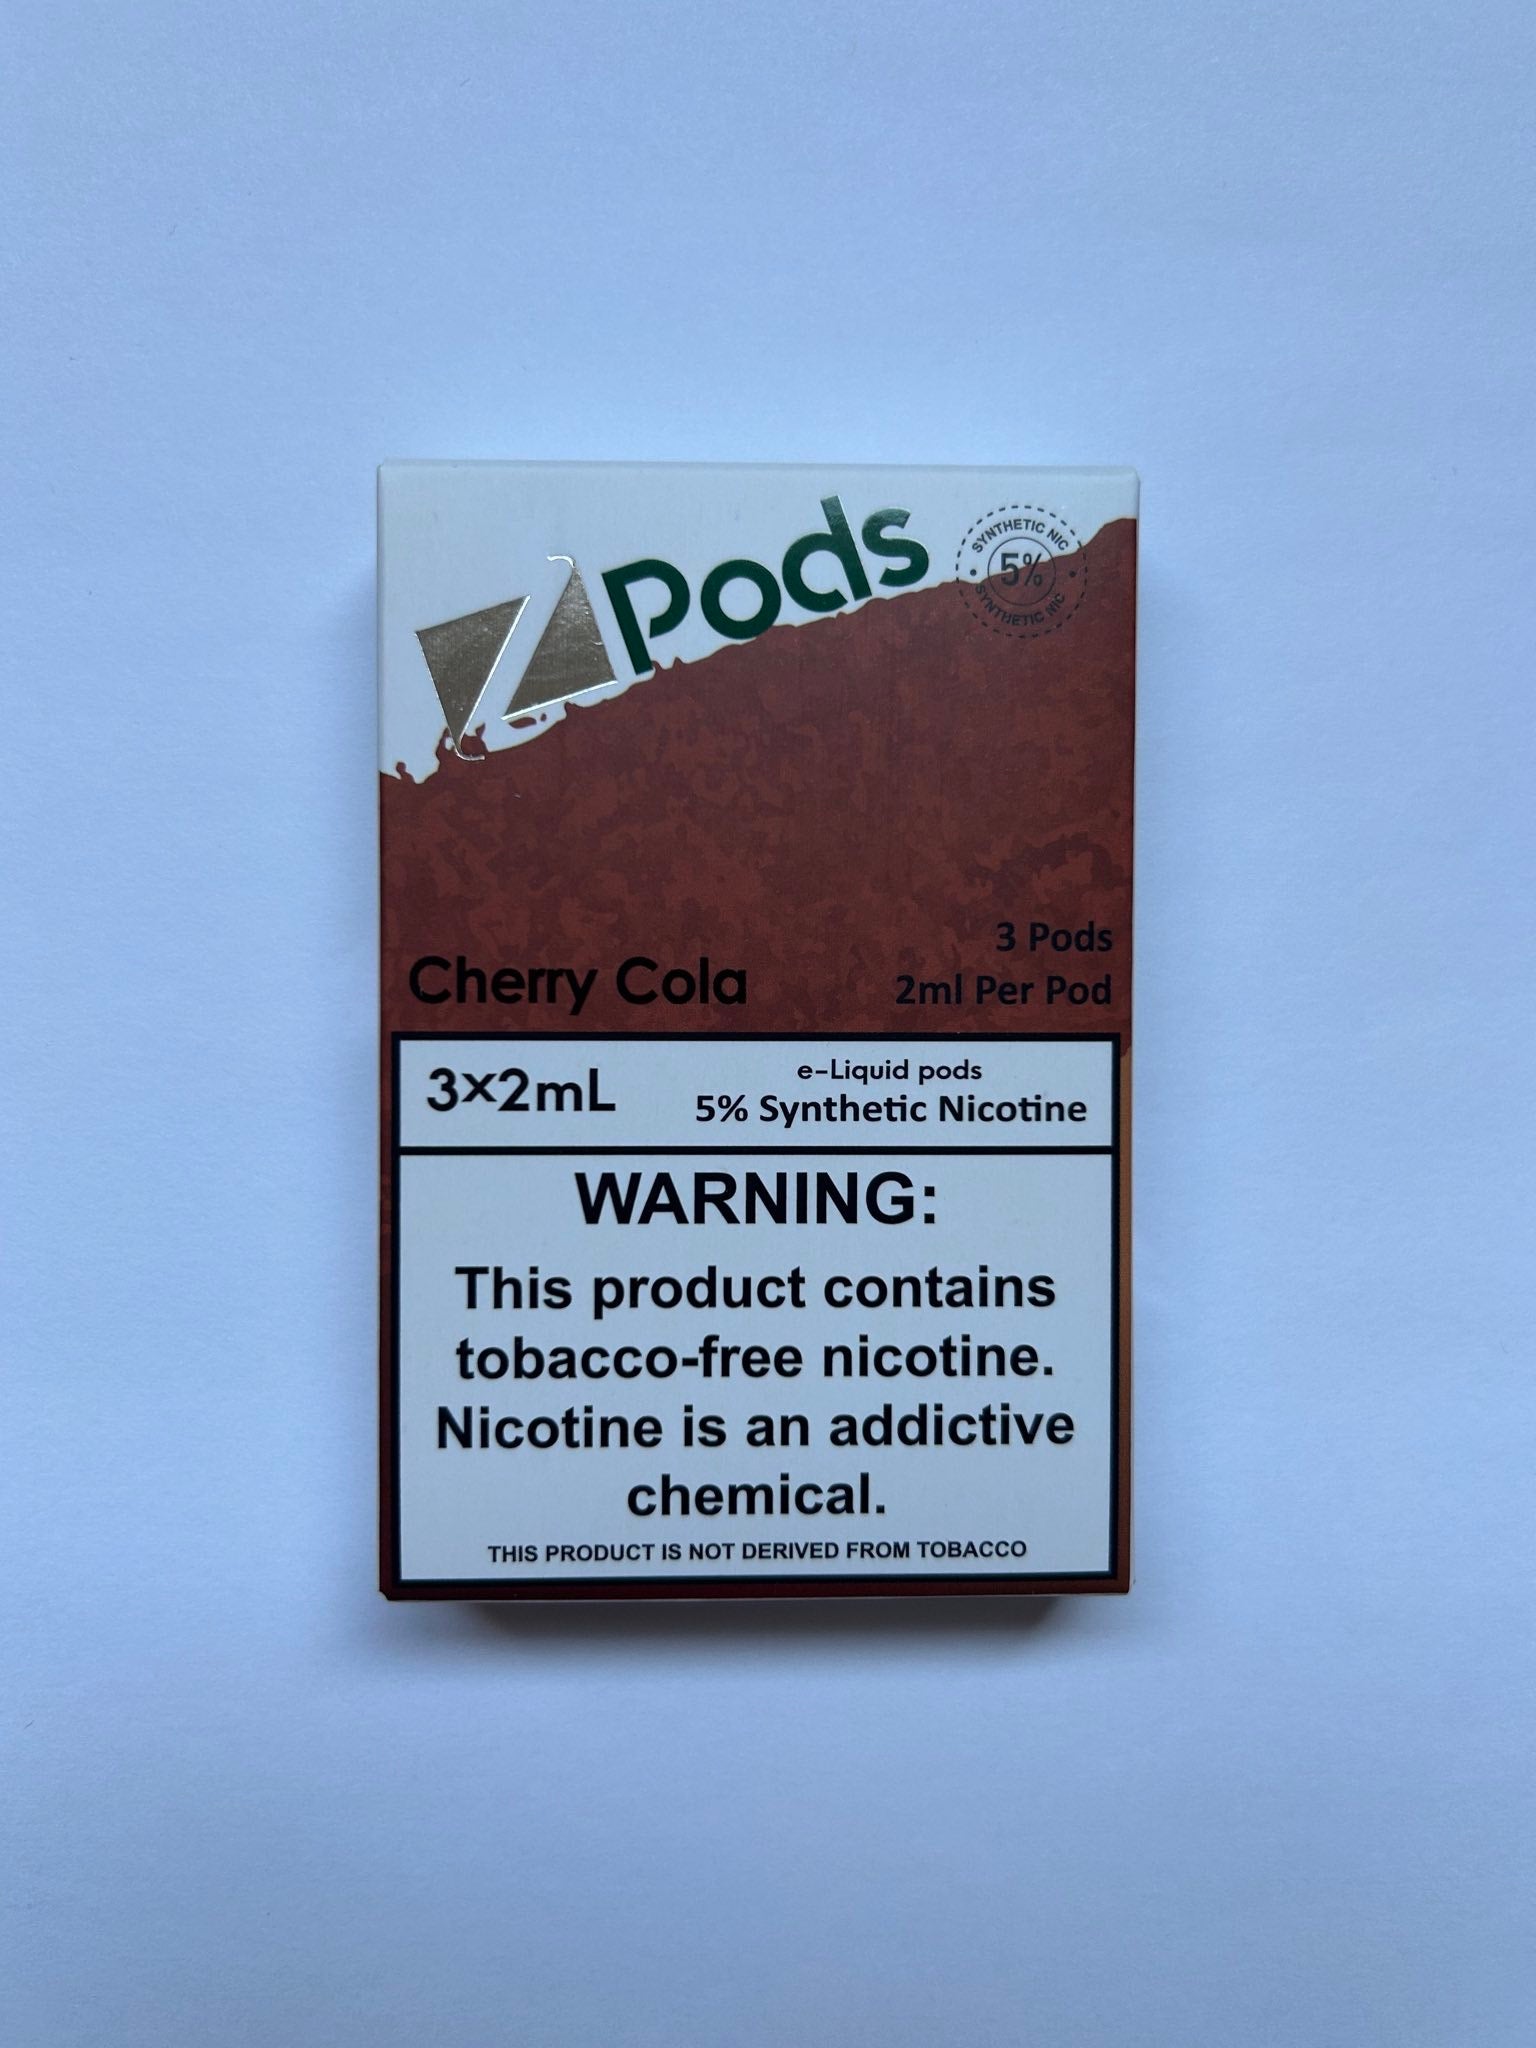 ZPods
SYNTHETIC NIC
5%
SYNTHETIC NIC
Cherry Cola
3 Pods
2ml Per Pod
3×2mL
e-Liquid pods
5% Synthetic Nicotine
WARNING:
This product contains
tobacco-free nicotine.
Nicotine is an addictive
chemical.
THIS PRODUCT IS NOT DERIVED FROM TOBACCO